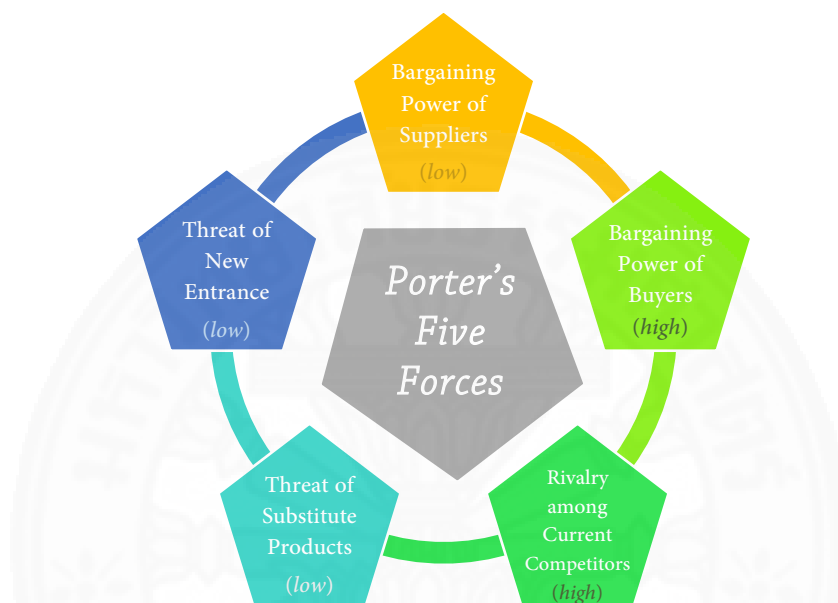 Bargaining
Power of
Suppliers
(low)
Threat of
New
Entrance
(low)
Bargaining
Power of
Buyers
(high)
Porter's
Five
Forces
Threat of
Substitute
Products
(low)
Rivalry
among
Current
Competitors
(high)